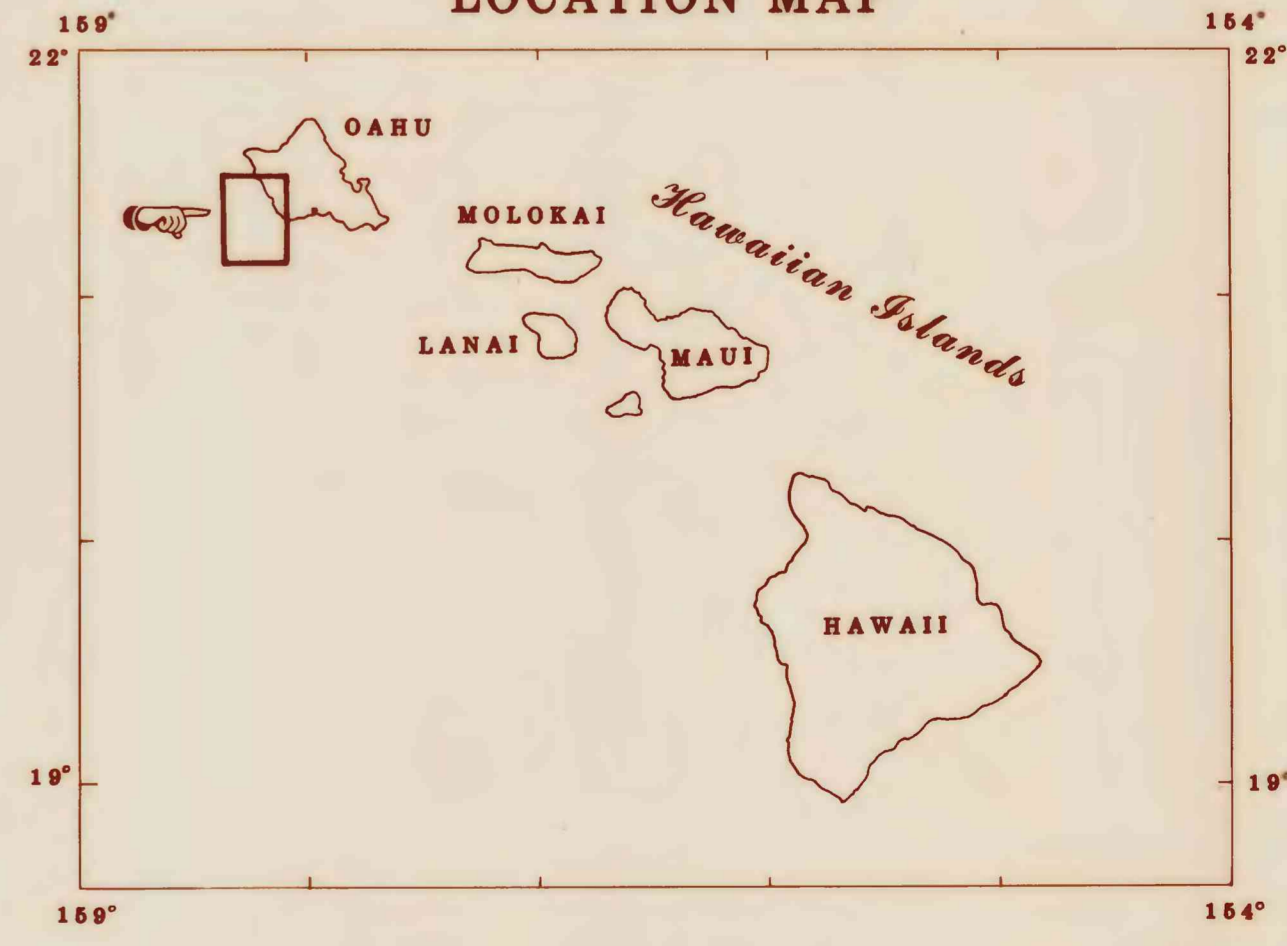 LOCATION MAP
159° 154°
22° 22°
OAHU
MOLOKAI
Hawaiian Islands
LANAI
MAUI
HAWAII
19° 19°
159° 154°